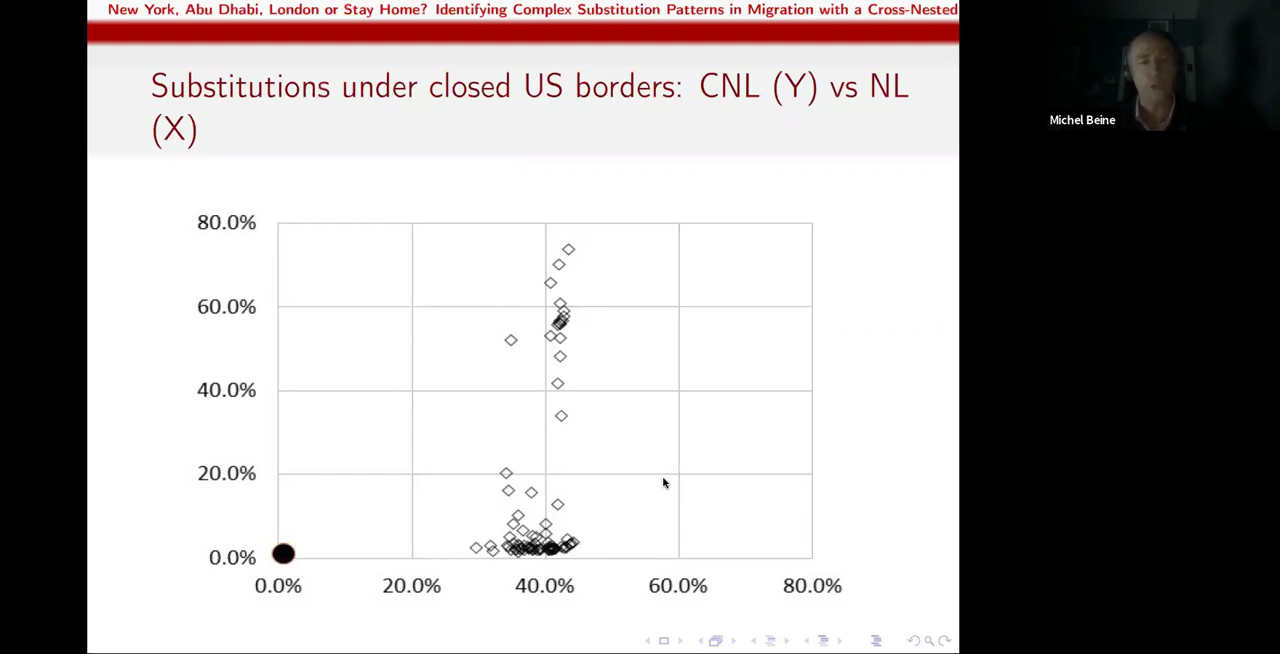 New York, Abu Dhabi, London or Stay Home? Identifying Complex Substitution Patterns in Migration with a Cross-Nested
Michel Beine
Substitutions under closed US borders: CNL (Y) vs NL
(X)
80.0%
60.0%
40.0%
20.0%
0.0%
0.0% 20.0% 40.0% 60.0% 80.0%